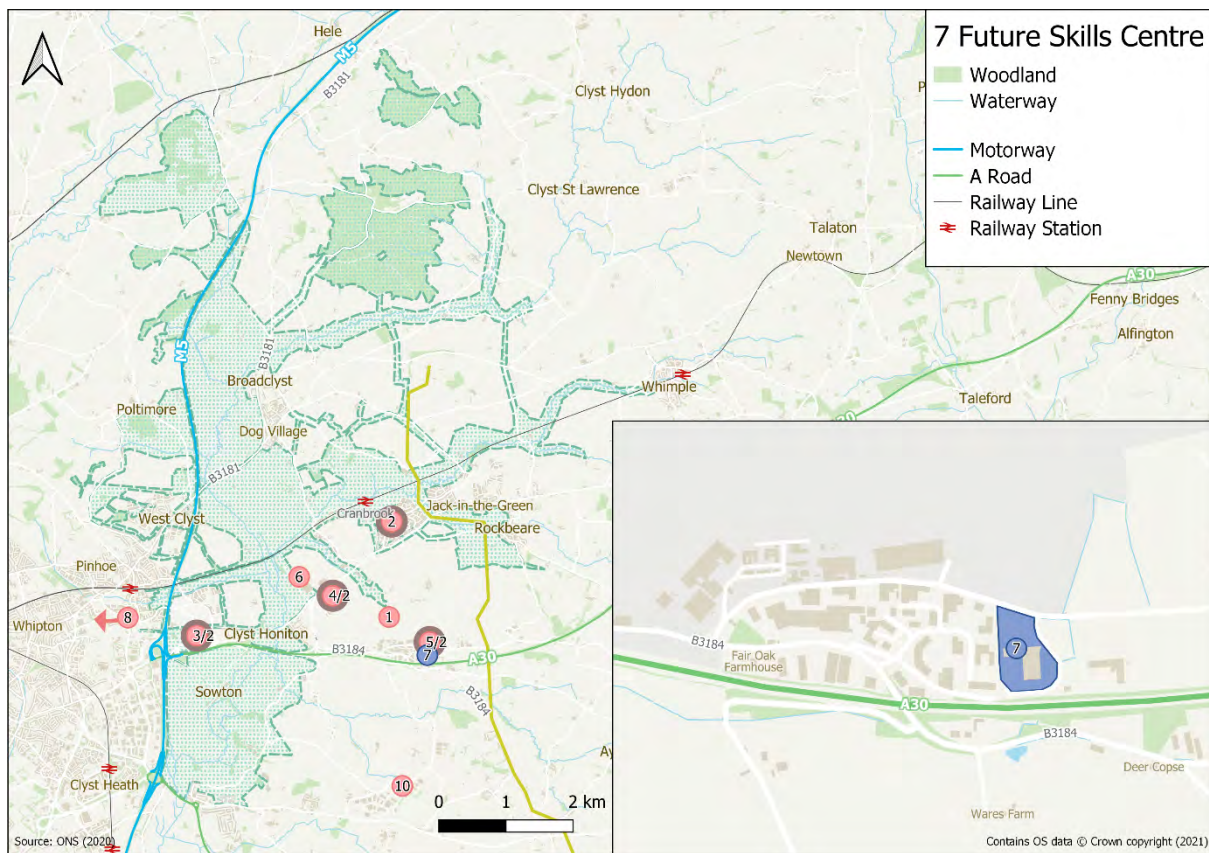 7 Future Skills Centre
Woodland
Waterway
Motorway
A Road
Railway Line
Railway Station
Hele
M5
B3181
Clyst Hydon
Clyst St Lawrence
Talaton
Newtown
A30
Fenny Bridges
Alfington
M5
B3181
Broadclyst
Whimple
Taleford
Poltimore
Dog Village
B3181
West Clyst
Cranbrook
2
Jack-in-the-Green
Rockbeare
Pinhoe
6
4/2
1
8
Whipton
3/2
Clyst Honiton
5/2
B3184
7
A30
Sowton
B3184
Clyst Heath
10
0 1 2 km
Source: ONS (2020)
B3184
Fair Oak
Farmhouse
7
A30
B3184
Deer Copse
Wares Farm
Contains OS data © Crown copyright (2021)